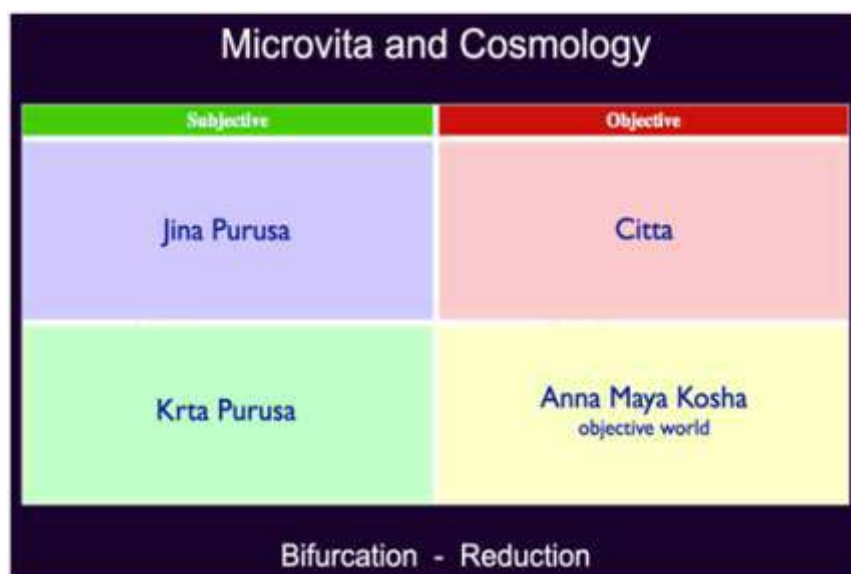 Microvita and Cosmology
Subjective
Objective
Jina Purusa
Citta
Krta Purusa
Anna Maya Kosha
objective world
Bifurcation - Reduction